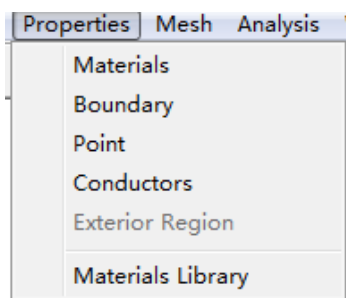 Properties Mesh Analysis
Materials
Boundary
Point
Conductors
Exterior Region
Materials Library